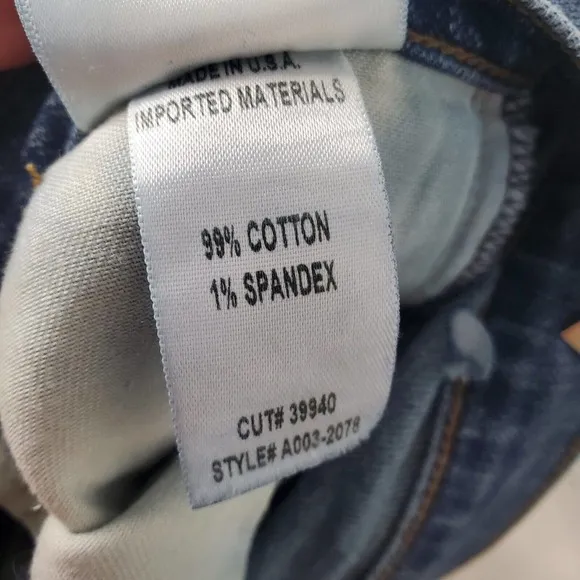 MADE IN U.S.A.
IMPORTED MATERIALS
99% COTTON
1% SPANDEX
CUT# 39940
STYLE# A003-2078